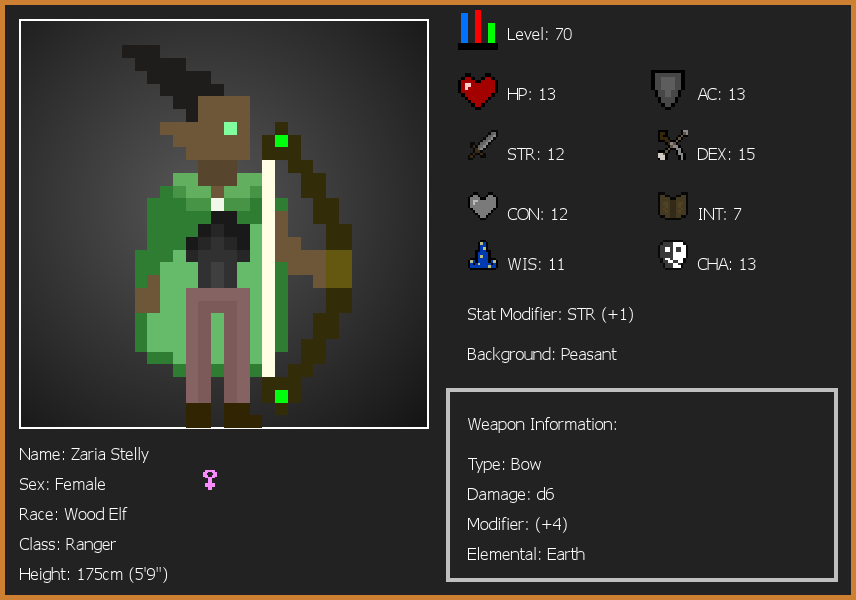 Level: 70
HP: 13
AC: 13
STR: 12
DEX: 15
CON: 12
INT: 7
WIS: 11
CHA: 13
Stat Modifier: STR (+1)
Background: Peasant
Name: Zaria Stelly
Sex: Female
Race: Wood Elf
Class: Ranger
Height: 175cm (5'9")
Weapon Information:
Type: Bow
Damage: d6
Modifier: (+4)
Elemental: Earth